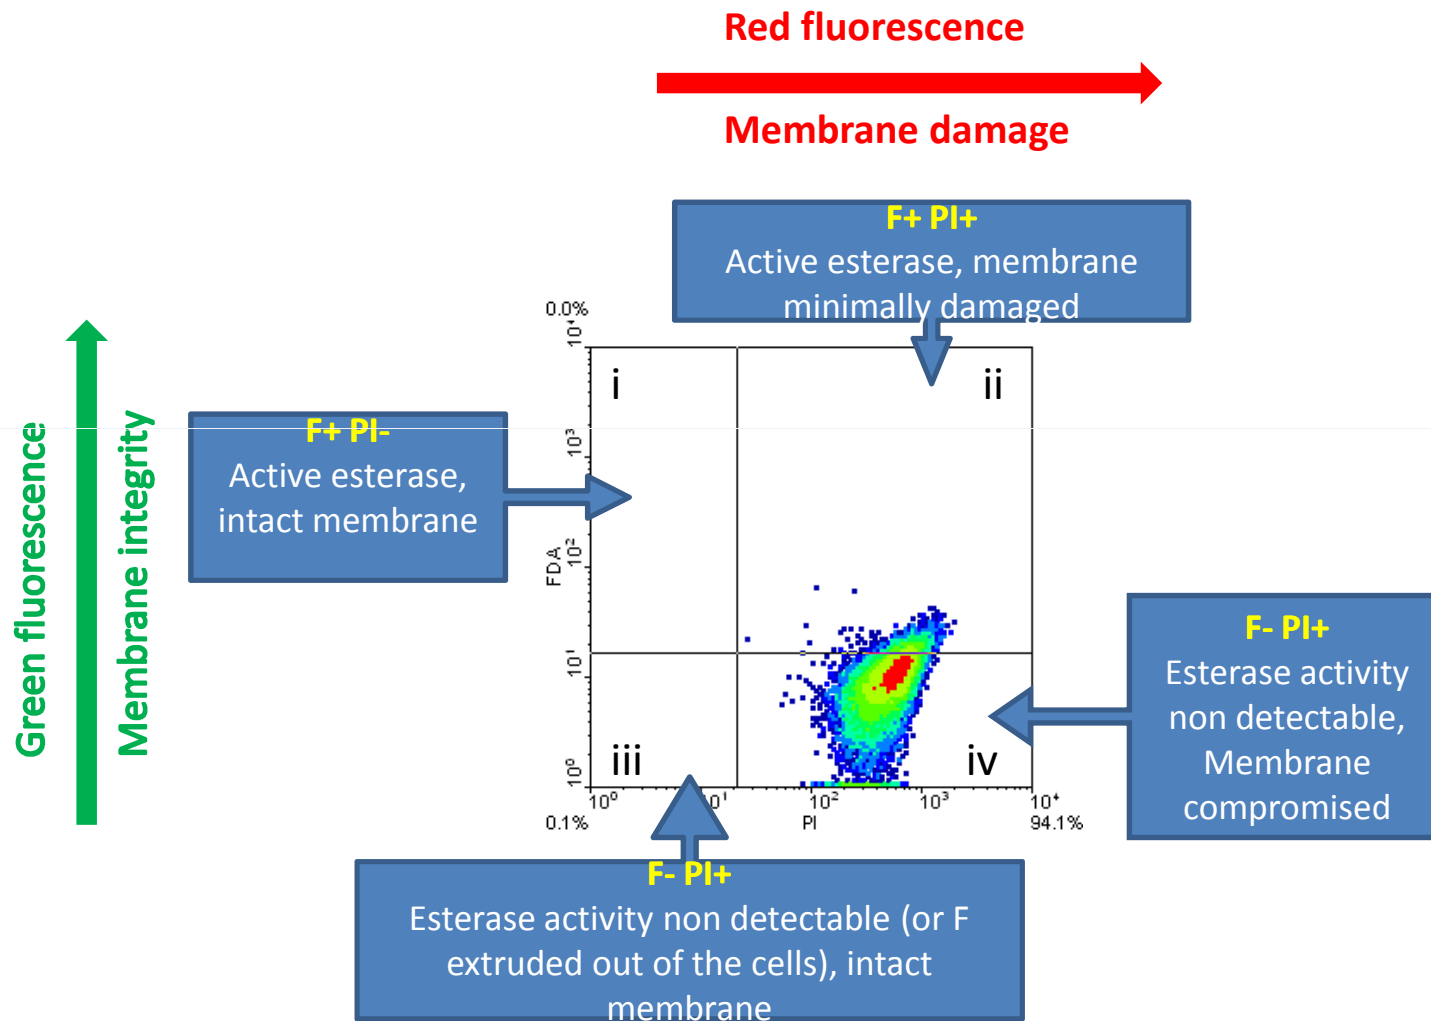 Red fluorescence
Membrane damage
F+ PI+
Active esterase, membrane
minimally damaged
0.0%
10⁴
i
ii
F+ PI-
Active esterase,
intact membrane
Green fluorescence
Membrane integrity
10³
10²
FDA
10¹
10⁰
F- PI+
Esterase activity
non detectable,
Membrane
compromised
iii
iv
10⁰
10¹
10²
10³
10⁴
0.1%
PI
94.1%
F- PI+
Esterase activity non detectable (or F
extruded out of the cells), intact
membrane